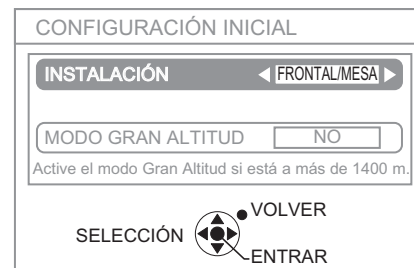 CONFIGURACIÓN INICIAL
INSTALACIÓN FRONTAL/MESA
MODO GRAN ALTITUD NO
Active el modo Gran Altitud si está a más de 1400 m.
VOLVER
SELECCIÓN
ENTRAR